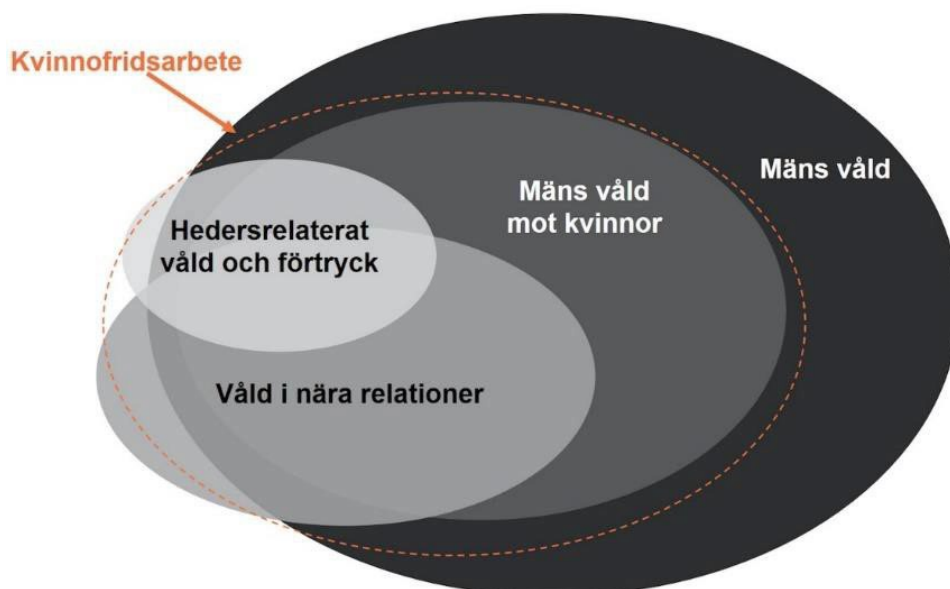 Kvinnofridsarbete
Mäns våld
Mäns våld
mot kvinnor
Hedersrelaterat
våld och förtryck
Våld i nära relationer